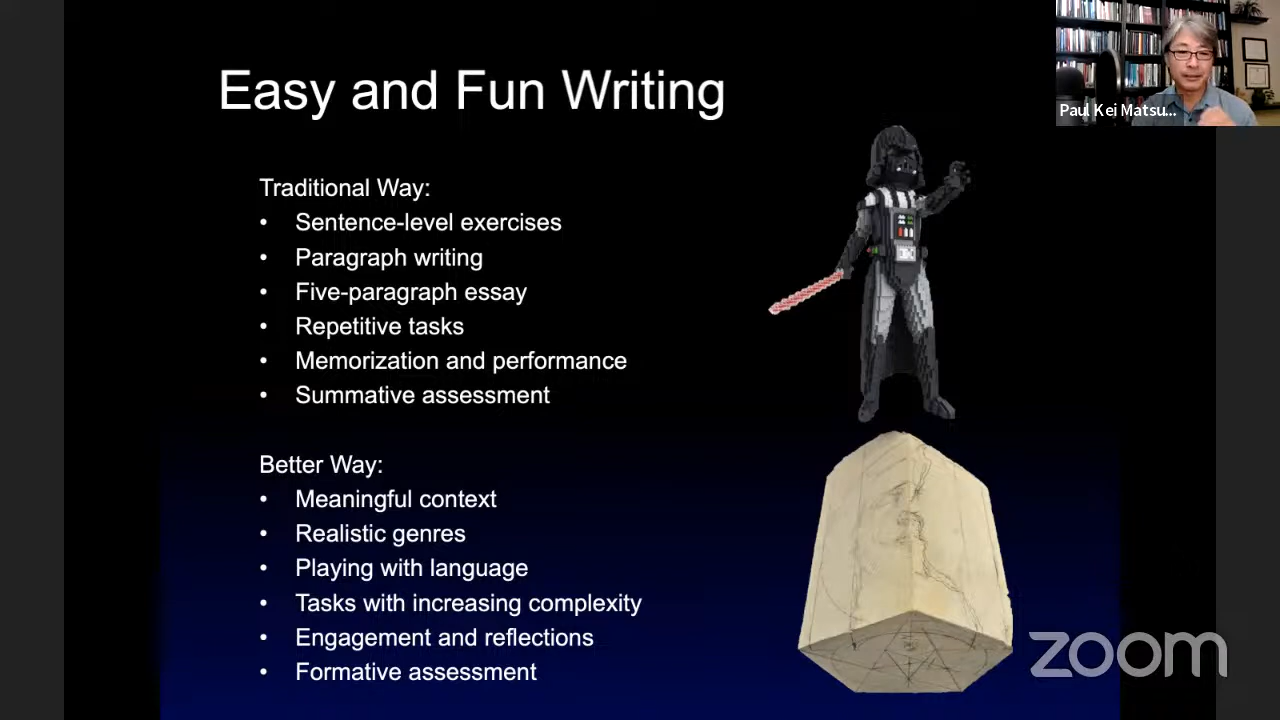 Easy and Fun Writing
Paul Kei Matsu...
Traditional Way:
• Sentence-level exercises
• Paragraph writing
• Five-paragraph essay
• Repetitive tasks
• Memorization and performance
• Summative assessment
Better Way:
• Meaningful context
• Realistic genres
• Playing with language
• Tasks with increasing complexity
• Engagement and reflections
• Formative assessment
zoom